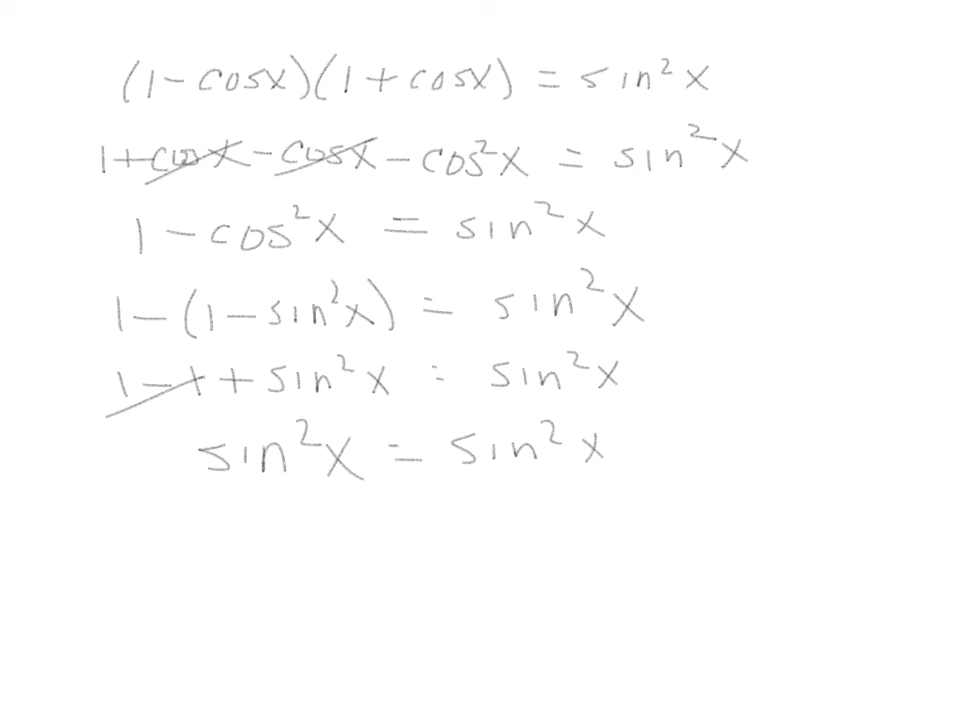 (1-cosx)(1+cosx) = sin²x
1+cosx-cosx-cos²x = sin²x
1-cos²x = sin²x
1-(1-sin²x) = sin²x
1-1+sin²x = sin²x
sin²x = sin²x